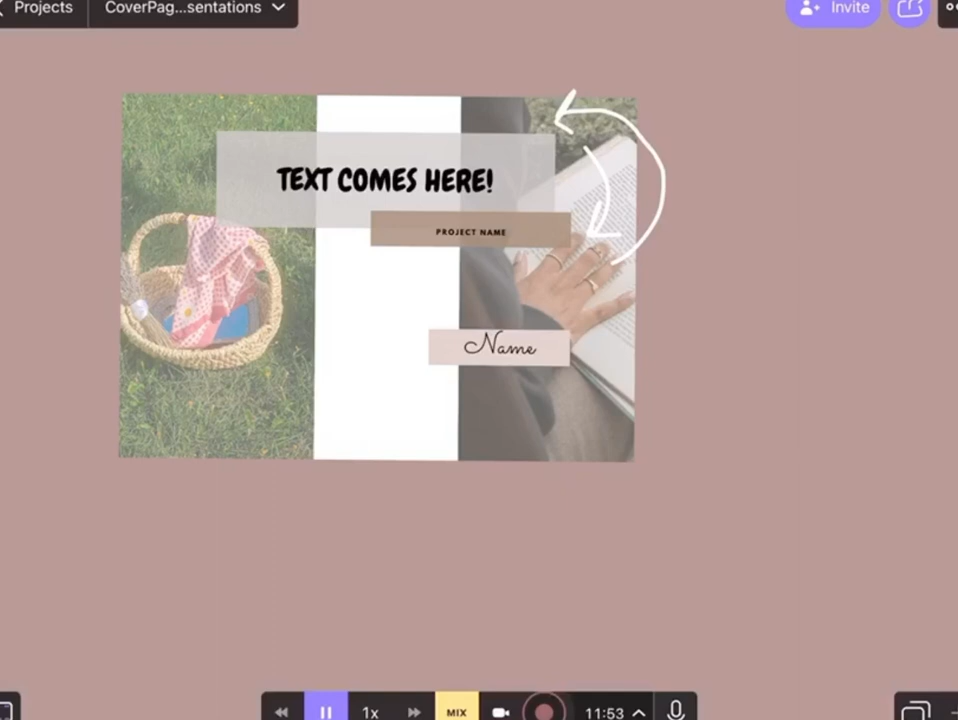 Projects
CoverPag...sentations
Invite
TEXT COMES HERE!
PROJECT NAME
Name
1x
MIX
11:53